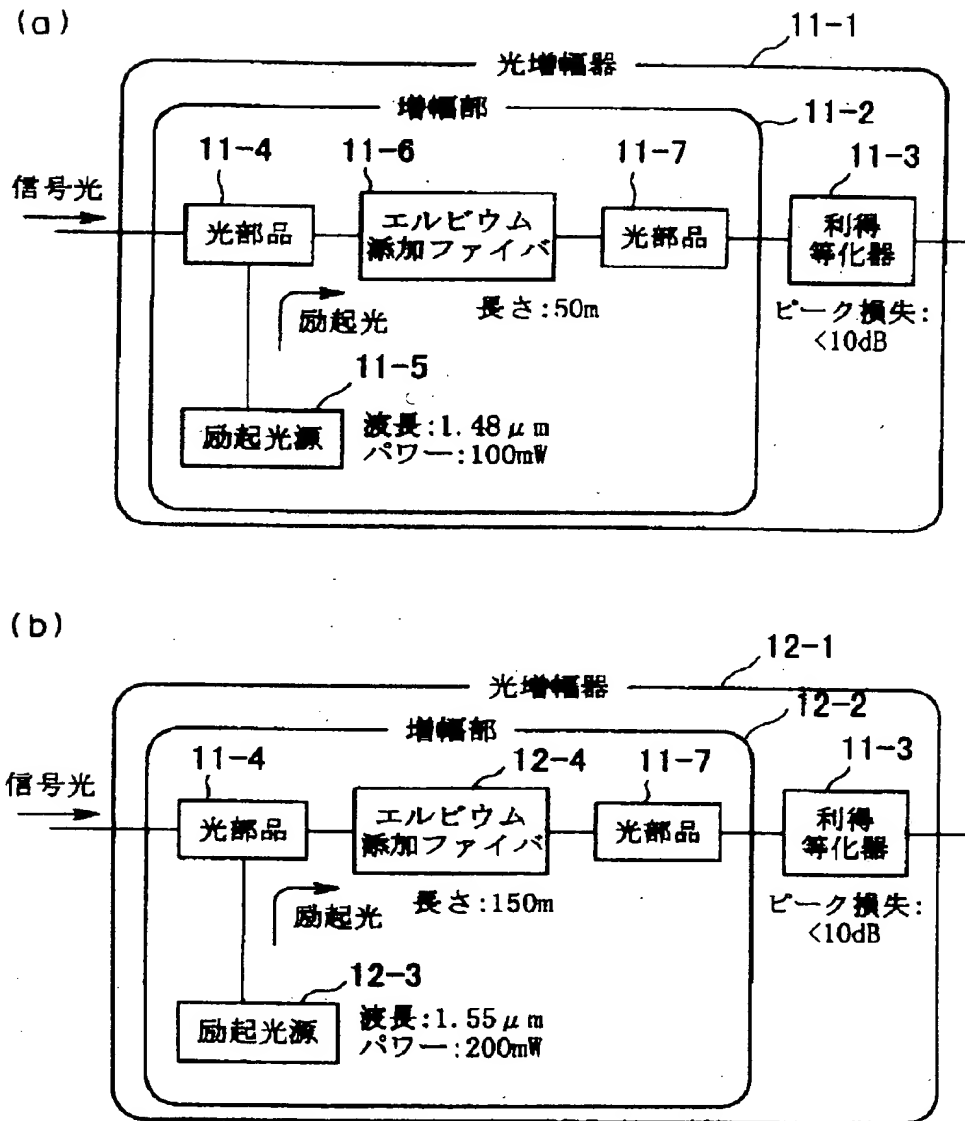 (a)
11-1
光増幅器
増幅部
11-2
11-4
11-6
11-7
11-3
信号光
光部品
エルビウム
添加ファイバ
光部品
利得
等化器
励起光
長さ:50m
ピーク損失:
<10dB
11-5
励起光源
波長:1.48μm
パワー:100mW
(b)
12-1
光増幅器
12-2
増幅部
11-4
12-4
11-7
11-3
信号光
光部品
エルビウム
添加ファイバ
光部品
利得
等化器
励起光
長さ:150m
ピーク損失:
<10dB
12-3
励起光源
波長:1.55μm
パワー:200mW